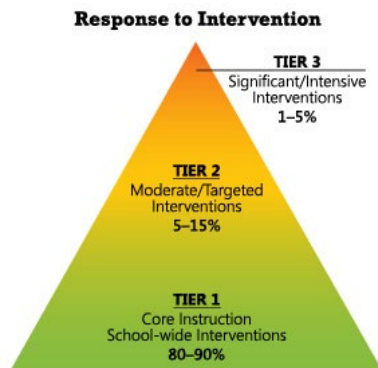 Response to Intervention
TIER 3
Significant/Intensive
Interventions
1–5%
TIER 2
Moderate/Targeted
Interventions
5–15%
TIER 1
Core Instruction
School-wide Interventions
80–90%